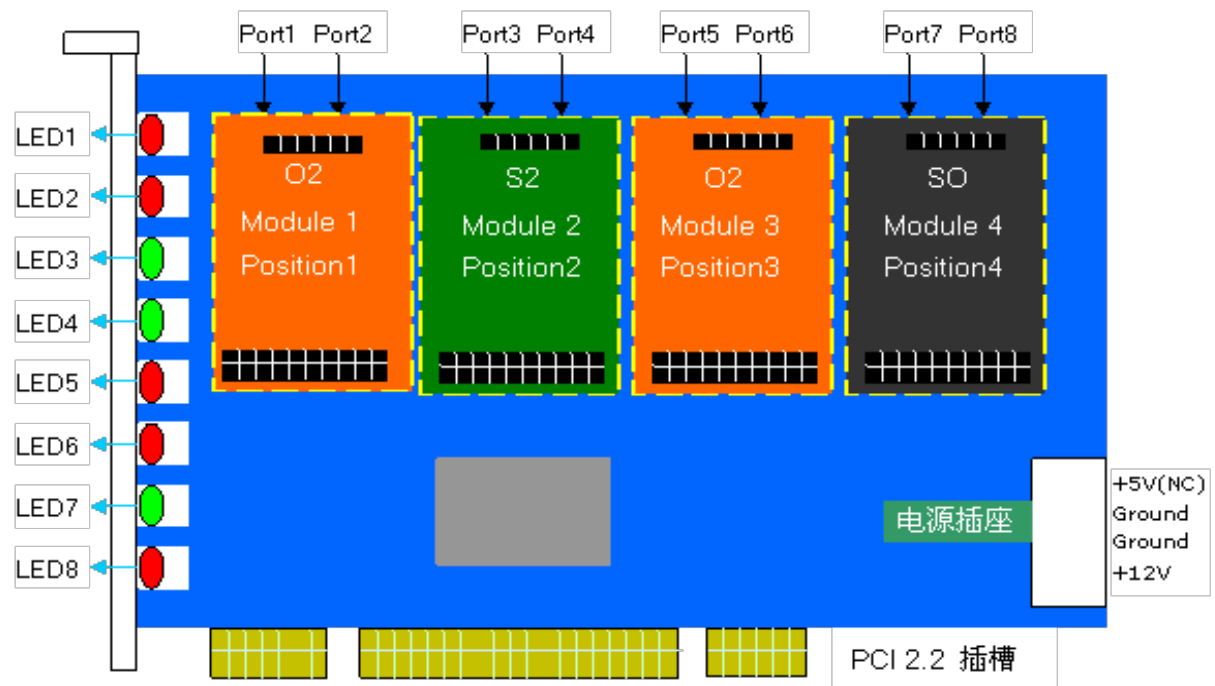 Port1 Port2
Port3 Port4
Port5 Port6
Port7 Port8
LED1
LED2
LED3
LED4
LED5
LED6
LED7
LED8
O2
Module 1
Position1
S2
Module 2
Position2
O2
Module 3
Position3
SO
Module 4
Position4
电源插座
+5V(NC)
Ground
Ground
+12V
PCI 2.2 插槽